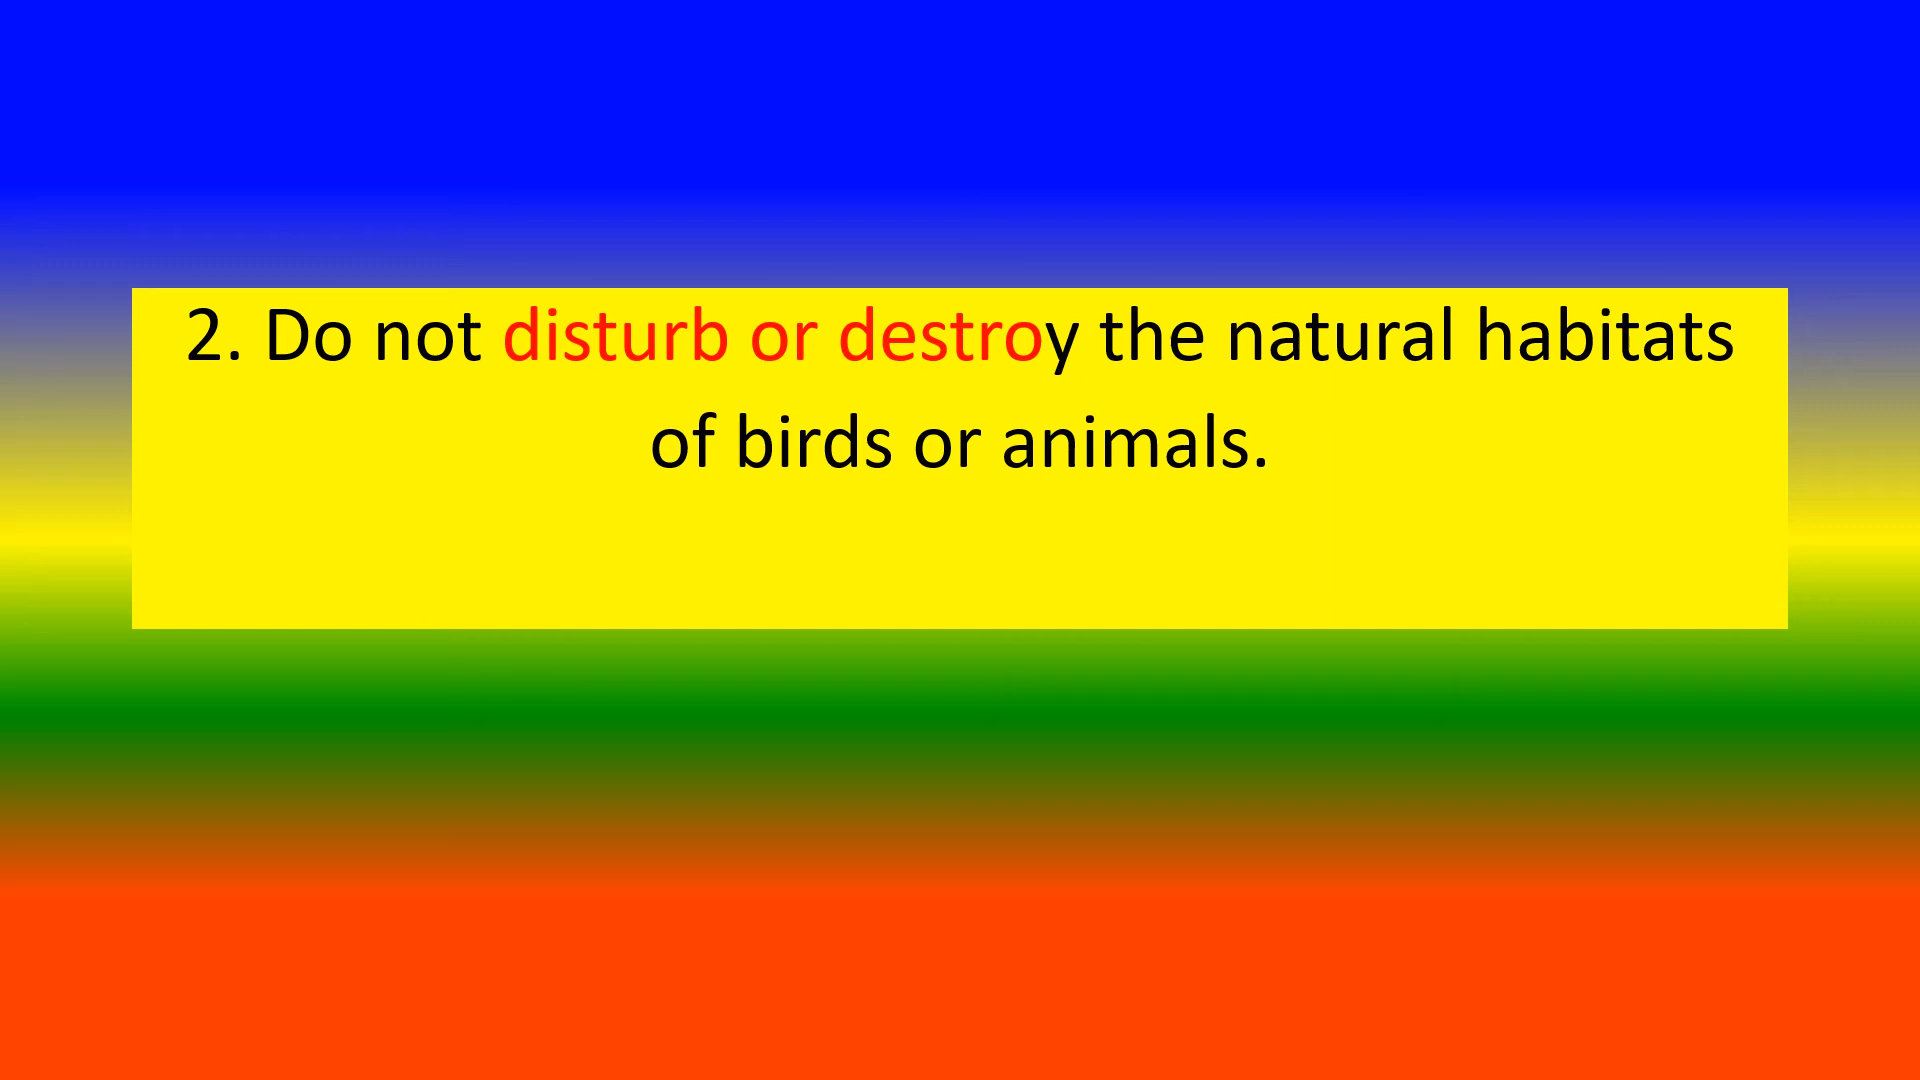 2. Do not disturb or destroy the natural habitats
of birds or animals.